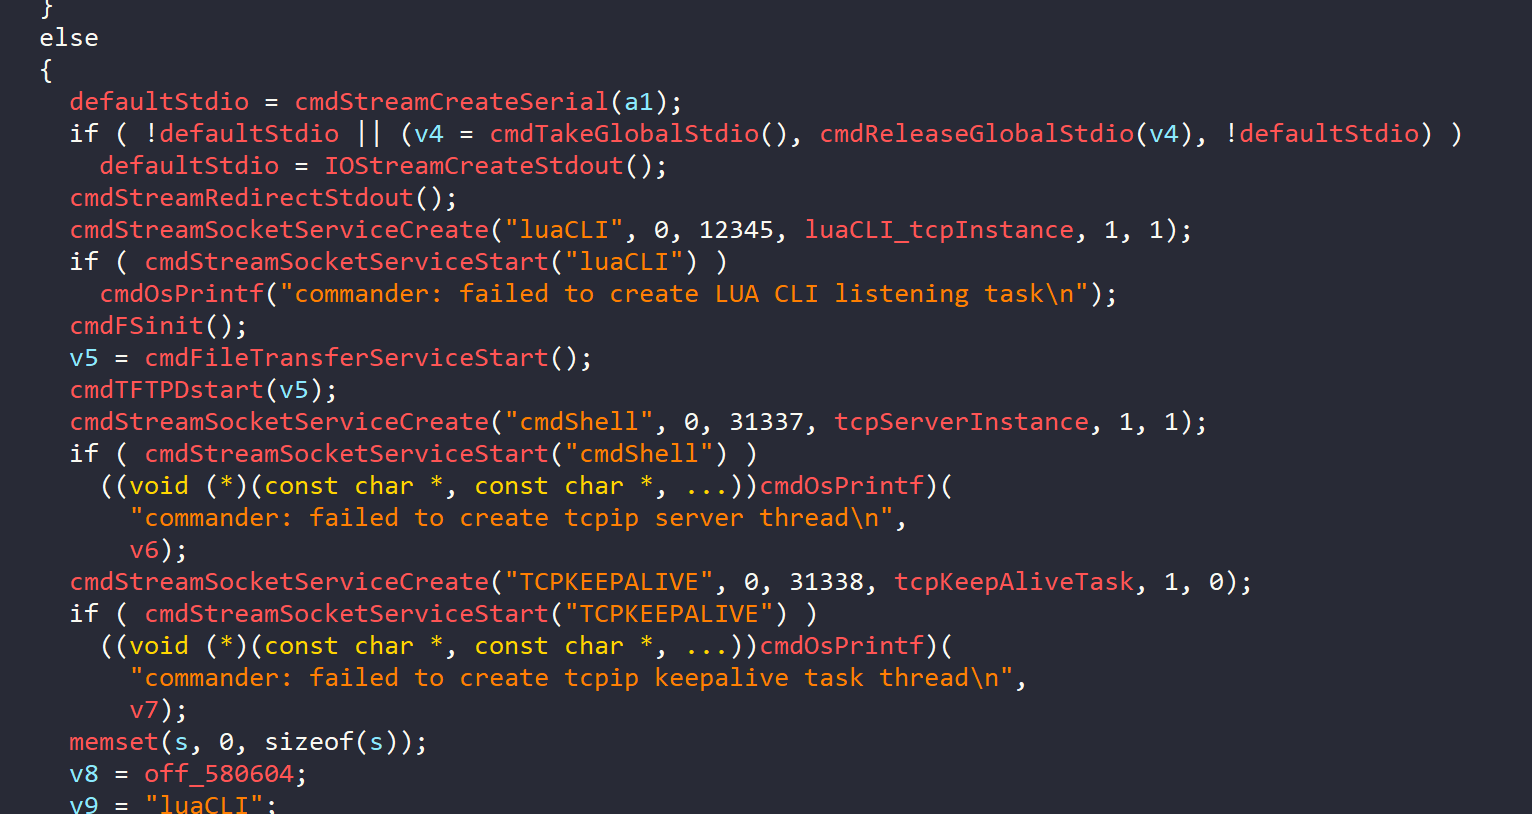 }
else
{
defaultStdio = cmdStreamCreateSerial(a1);
if ( !defaultStdio || (v4 = cmdTakeGlobalStdio(), cmdReleaseGlobalStdio(v4), !defaultStdio) )
defaultStdio = IOStreamCreateStdout();
cmdStreamRedirectStdout();
cmdStreamSocketServiceCreate("luaCLI", 0, 12345, luaCLI_tcpInstance, 1, 1);
if ( cmdStreamSocketServiceStart("luaCLI") )
cmdOsPrintf("commander: failed to create LUA CLI listening task\n");
cmdFSinit();
v5 = cmdFileTransferServiceStart();
cmdTFTPDstart(v5);
cmdStreamSocketServiceCreate("cmdShell", 0, 31337, tcpServerInstance, 1, 1);
if ( cmdStreamSocketServiceStart("cmdShell") )
((void (*)(const char *, const char *, ...))cmdOsPrintf)(
"commander: failed to create tcpip server thread\n",
v6);
cmdStreamSocketServiceCreate("TCPKEEPALIVE", 0, 31338, tcpKeepAliveTask, 1, 0);
if ( cmdStreamSocketServiceStart("TCPKEEPALIVE") )
((void (*)(const char *, const char *, ...))cmdOsPrintf)(
"commander: failed to create tcpip keepalive task thread\n",
v7);
memset(s, 0, sizeof(s));
v8 = off_580604;
v9 = "luaCLI";